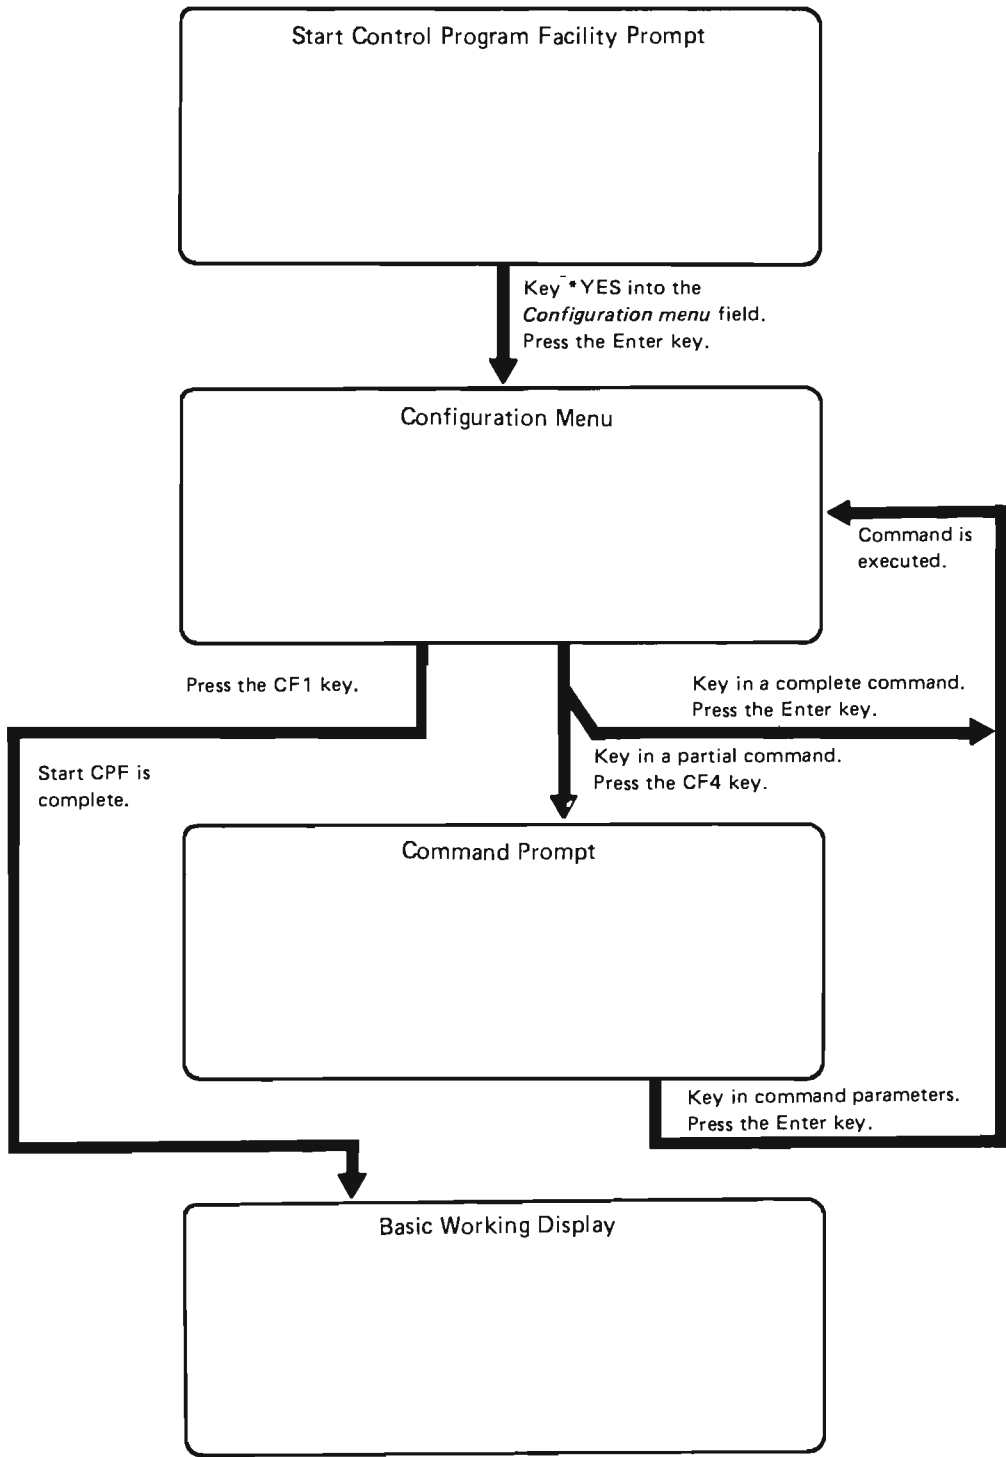 Start Control Program Facility Prompt
Key *YES into the
Configuration menu field.
Press the Enter key.
Configuration Menu
Command is
executed.
Press the CF1 key.
Key in a complete command.
Press the Enter key.
Start CPF is
complete.
Key in a partial command.
Press the CF4 key.
Command Prompt
Key in command parameters.
Press the Enter key.
Basic Working Display